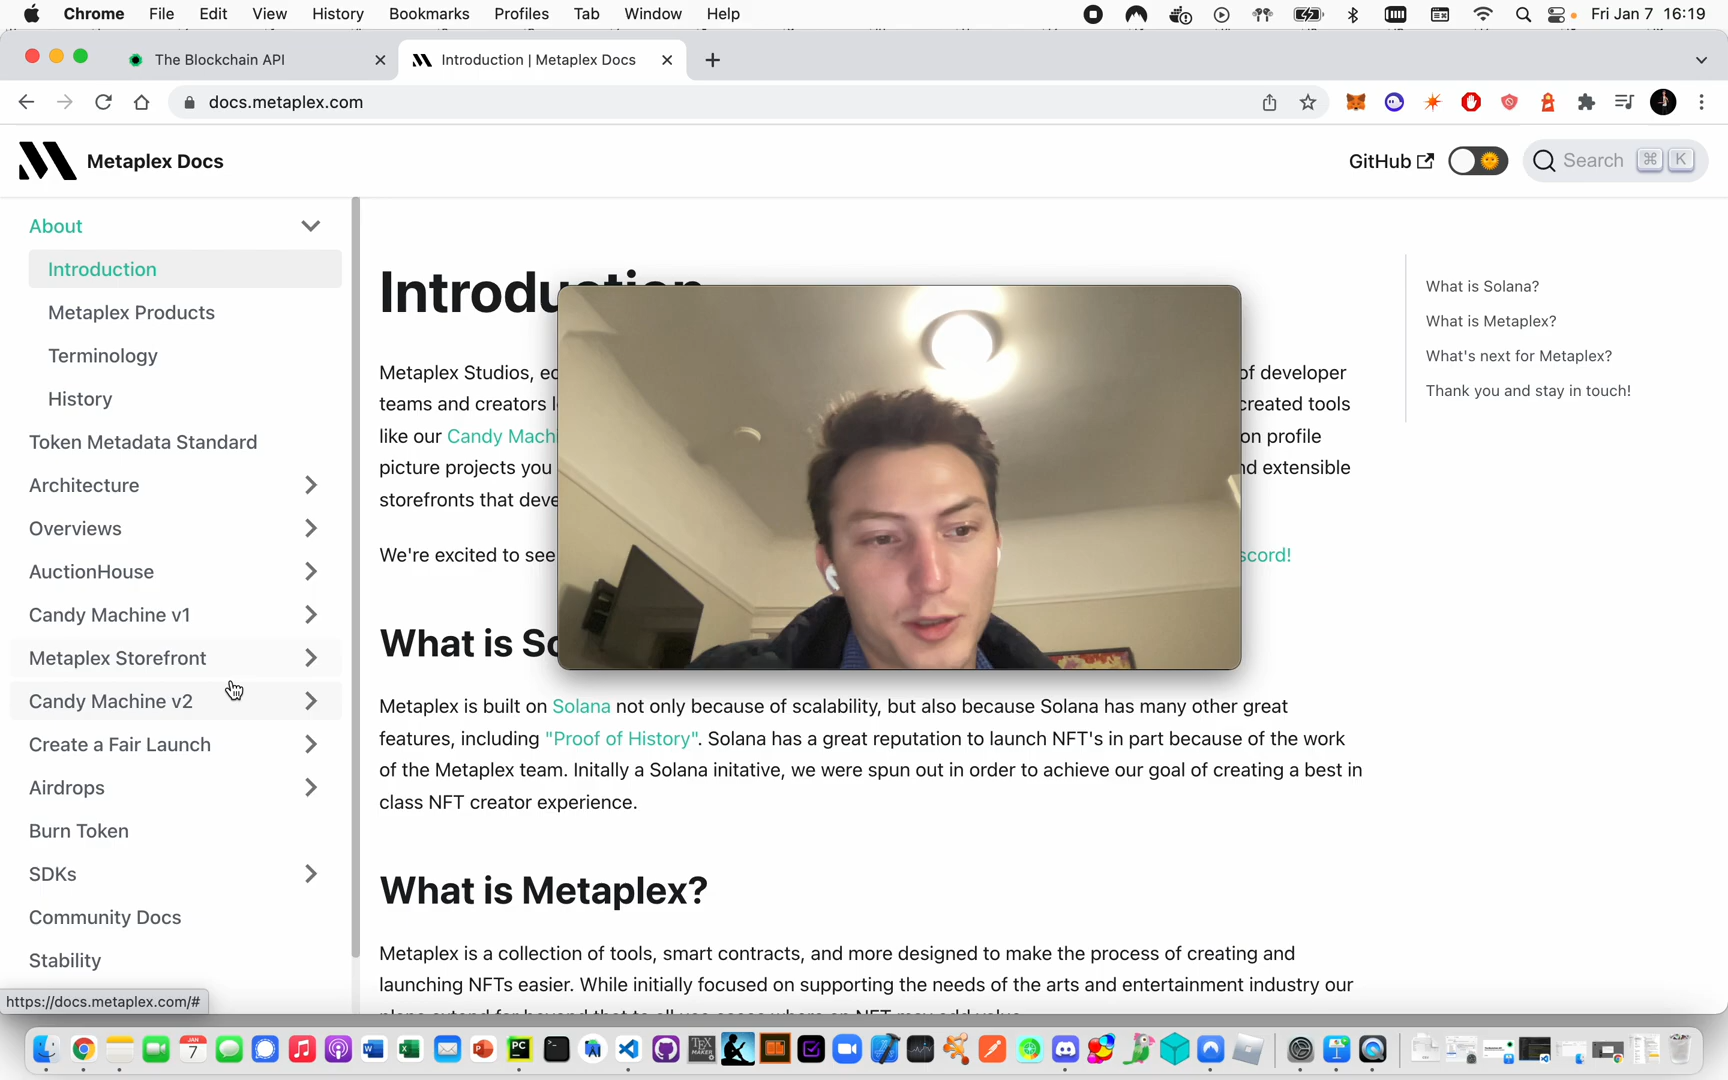 Chrome File Edit View History Bookmarks Profiles Tab Window Help Fri Jan 7 16:19
The Blockchain API Introduction | Metaplex Docs
docs.metaplex.com
Metaplex Docs GitHub Search ⌘ K
About
Introduction
Metaplex Products
Terminology
History
Token Metadata Standard
Architecture
Overviews
AuctionHouse
Candy Machine v1
Metaplex Storefront
Candy Machine v2
Create a Fair Launch
Airdrops
Burn Token
SDKs
Community Docs
Stability
https://docs.metaplex.com/#
Metaplex Studios, of developer
teams and creators created tools
like our Candy on profile
picture projects you extensible
storefronts that
We're excited to see
What is
Metaplex is built on Solana not only because of scalability, but also because Solana has many other great
features, including "Proof of History". Solana has a great reputation to launch NFT's in part because of the work
of the Metaplex team. Initally a Solana initative, we were spun out in order to achieve our goal of creating a best in
class NFT creator experience.
What is Metaplex?
Metaplex is a collection of tools, smart contracts, and more designed to make the process of creating and
launching NFTs easier. While initially focused on supporting the needs of the arts and entertainment industry our
What is Solana?
What is Metaplex?
What's next for Metaplex?
Thank you and stay in touch!
JAN
7
PC
TEX
MAKER